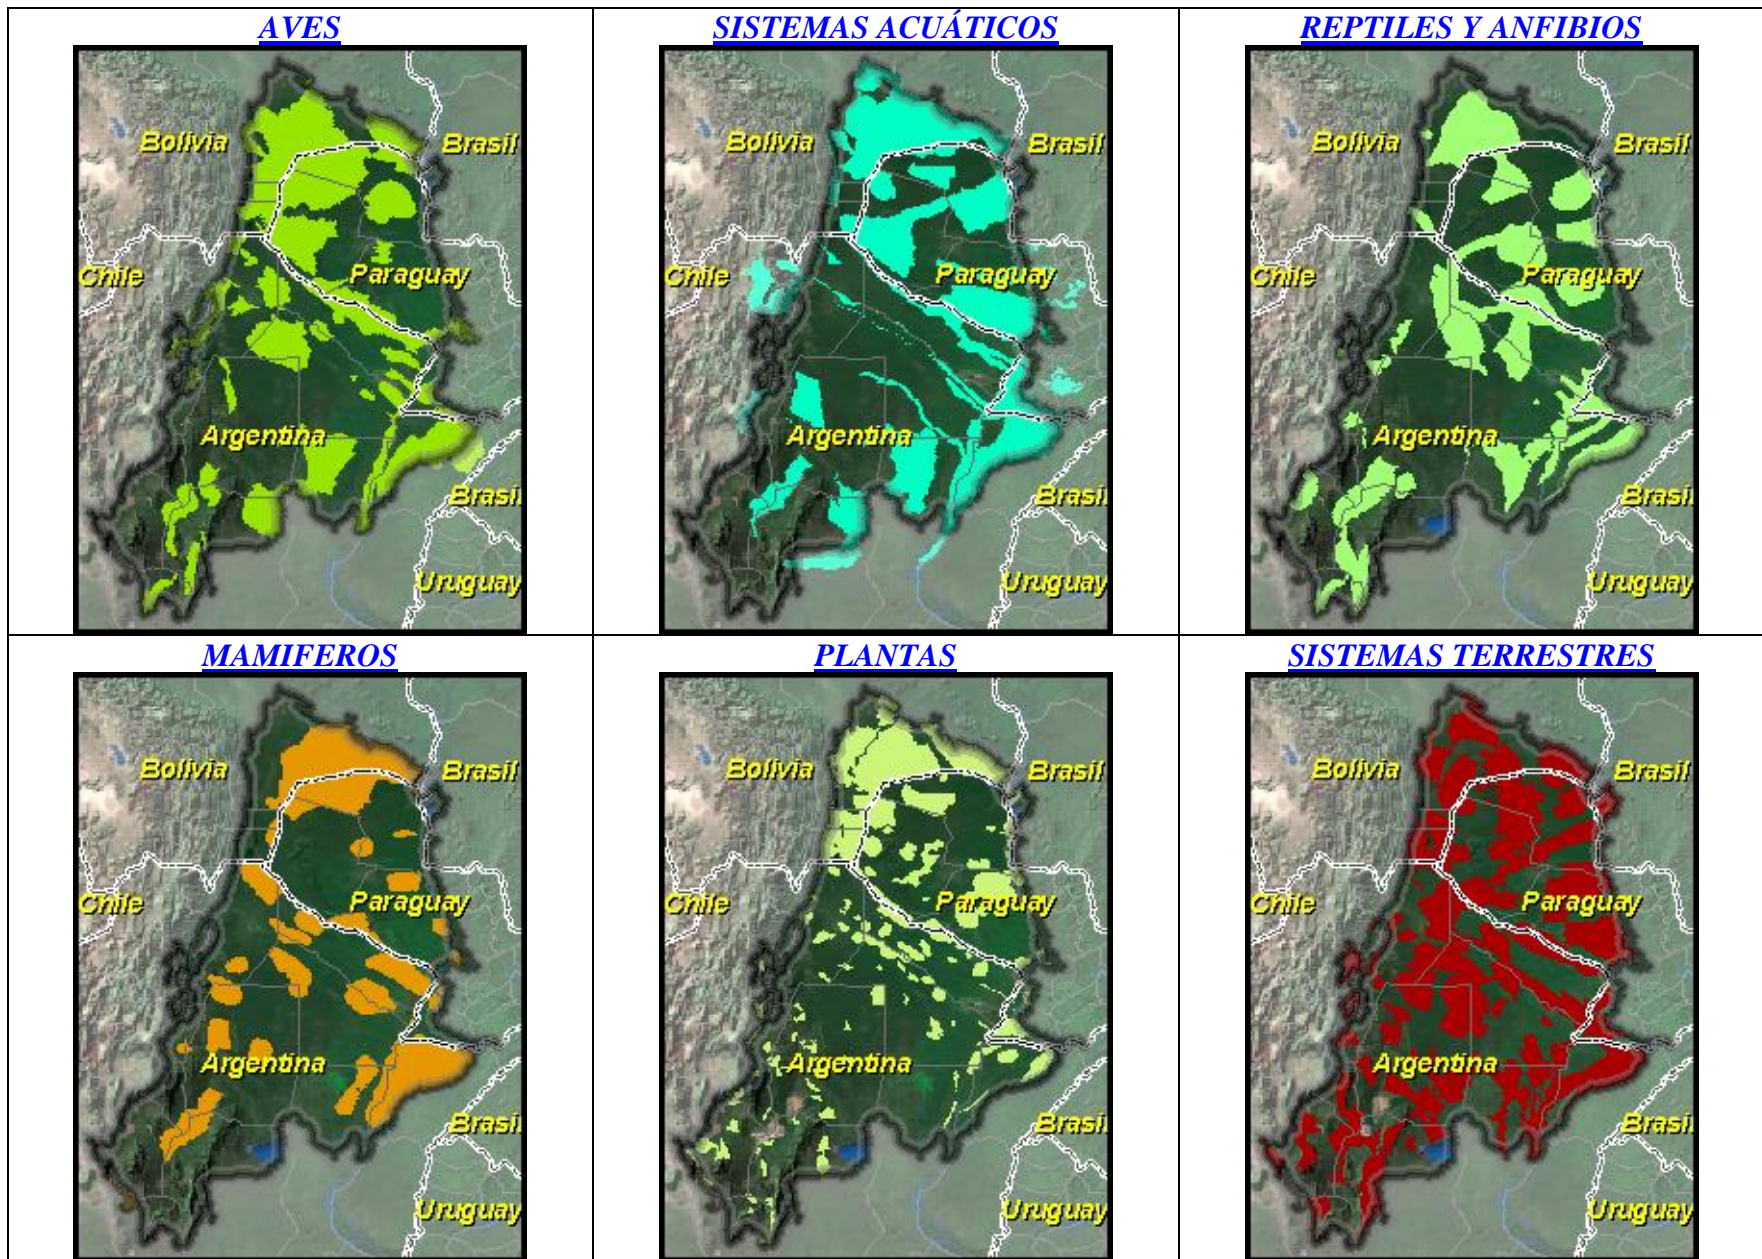 AVES
Bolivia
Brasil
Chile
Paraguay
Argentina
Brasil
Uruguay
SISTEMAS ACUÁTICOS
Bolivia
Brasil
Chile
Paraguay
Argentina
Brasil
Uruguay
REPTILES Y ANFIBIOS
Bolivia
Brasil
Chile
Paraguay
Argentina
Brasil
Uruguay
MAMIFEROS
Bolivia
Brasil
Chile
Paraguay
Argentina
Brasil
Uruguay
PLANTAS
Bolivia
Brasil
Chile
Paraguay
Argentina
Brasil
Uruguay
SISTEMAS TERRESTRES
Bolivia
Brasil
Chile
Paraguay
Argentina
Brasil
Uruguay